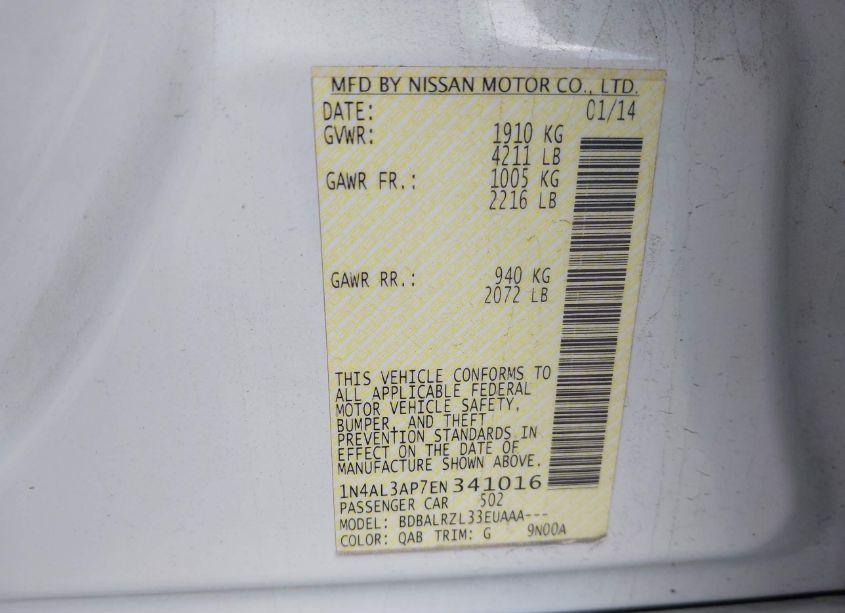 MFD BY NISSAN MOTOR CO., LTD.
DATE: 01/14
GVWR: 1910 KG
4211 LB
GAWR FR.: 1005 KG
2216 LB
GAWR RR.: 940 KG
2072 LB
THIS VEHICLE CONFORMS TO
ALL APPLICABLE FEDERAL
MOTOR VEHICLE SAFETY,
BUMPER, AND THEFT
PREVENTION STANDARDS IN
EFFECT ON THE DATE OF
MANUFACTURE SHOWN ABOVE.
1N4AL3AP7EN 341016
PASSENGER CAR 502
MODEL: BDBALRZL33EUAAA---
COLOR: QAB TRIM: G 9N00A